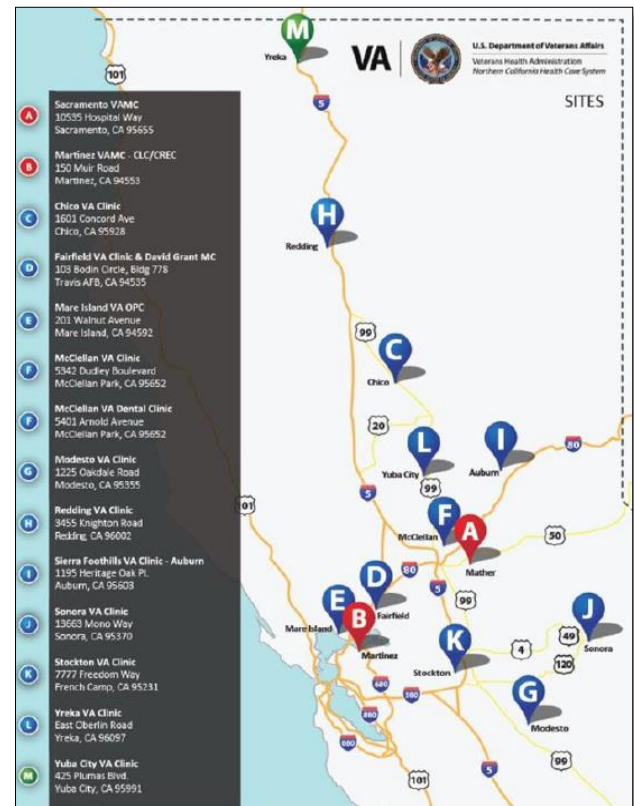 VA
U.S. Department of Veterans Affairs
Veterans Health Administration
Northern California Health Care System
SITES
A
Sacramento VAMC
10535 Hospital Way
Sacramento, CA 95655
B
Martinez VAMC - CLC/CREC
150 Muir Road
Martinez, CA 94553
C
Chico VA Clinic
1601 Concord Ave
Chico, CA 95928
D
Fairfield VA Clinic & David Grant MC
103 Bodin Circle, Bldg 778
Travis AFB, CA 94535
E
Mare Island VA OPC
201 Walnut Avenue
Mare Island, CA 94592
F
McClellan VA Clinic
5342 Dudley Boulevard
McClellan Park, CA 95652
F
McClellan VA Dental Clinic
5401 Arnold Avenue
McClellan Park, CA 95652
G
Modesto VA Clinic
1225 Oakdale Road
Modesto, CA 95355
H
Redding VA Clinic
3455 Knighton Road
Redding, CA 96002
I
Sierra Foothills VA Clinic - Auburn
1195 Heritage Oak Pl.
Auburn, CA 95603
J
Sonora VA Clinic
13663 Mono Way
Sonora, CA 95370
K
Stockton VA Clinic
7777 Freedom Way
French Camp, CA 95231
L
Yreka VA Clinic
East Oberlin Road
Yreka, CA 96097
M
Yuba City VA Clinic
425 Plumas Blvd.
Yuba City, CA 95991
M
Yreka
101
5
H
Redding
99
C
Chico
20
L
Yuba City
99
I
Auburn
80
5
101
F
McClellan
A
Mather
50
80
5
99
D
Fairfield
E
Mare Island
B
Martinez
K
Stockton
4
49
J
Sonora
120
G
Modesto
680
580
880
280
101
5
99